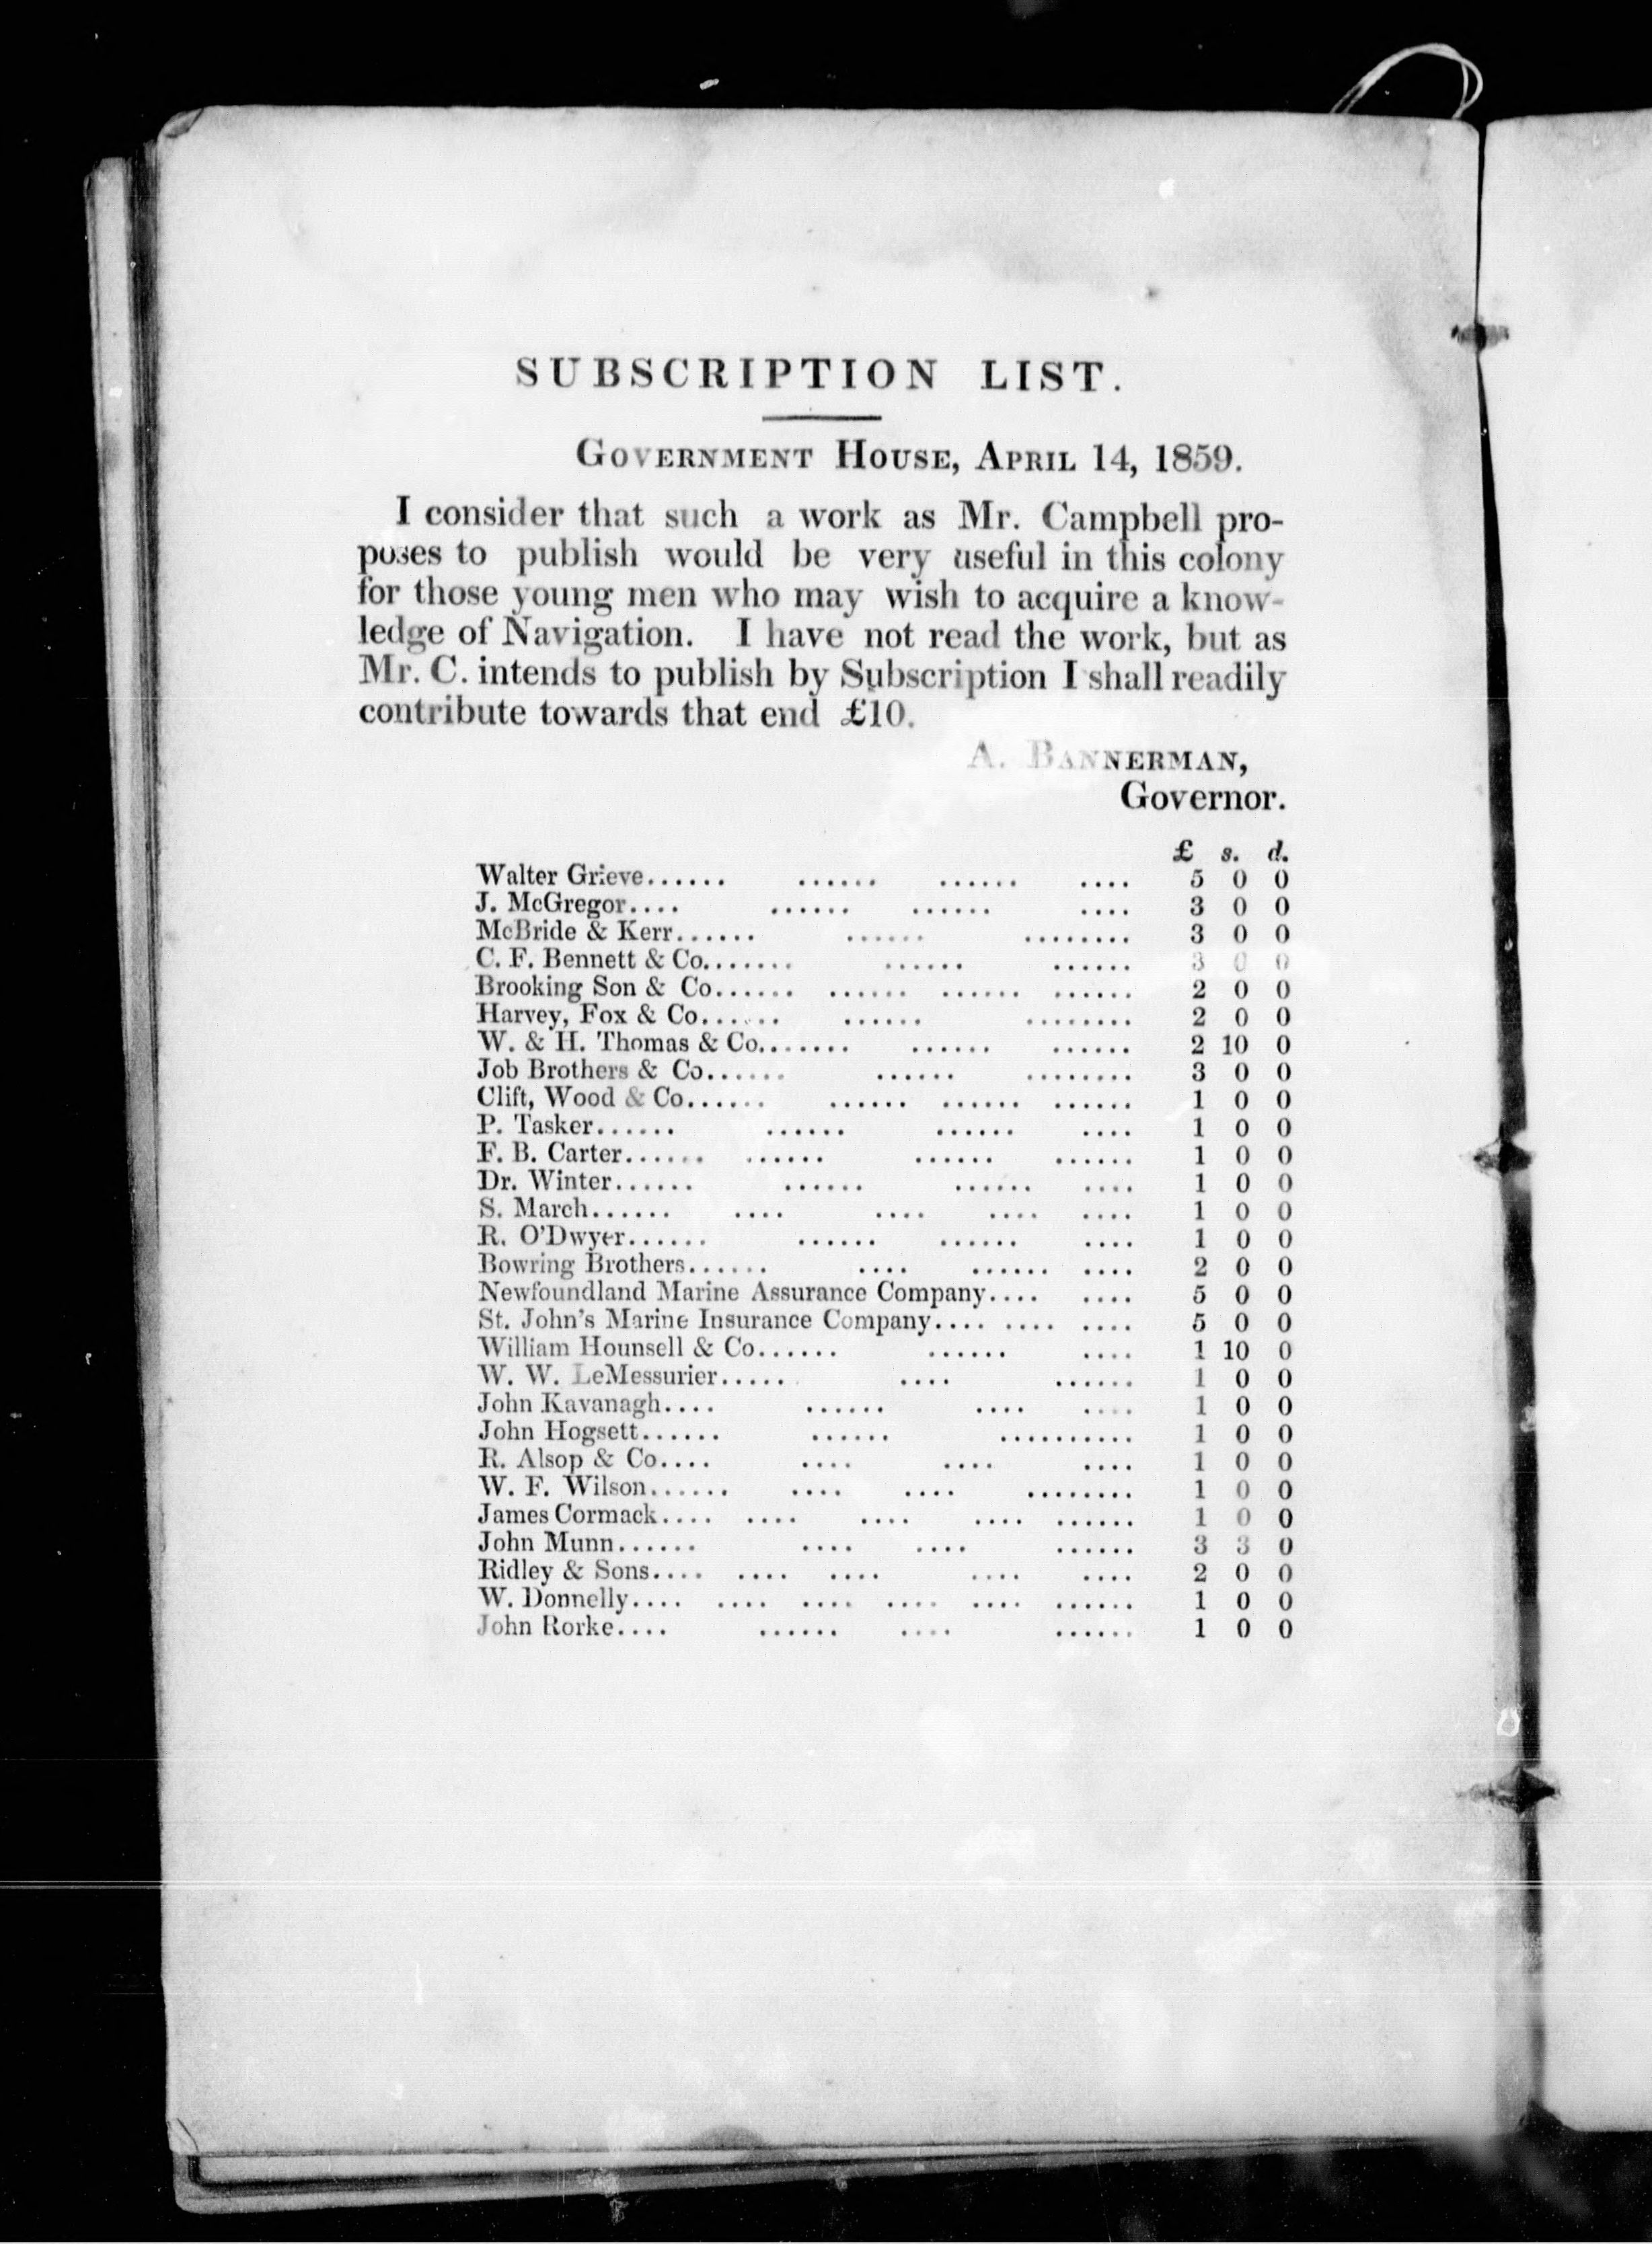 SUBSCRIPTION LIST.
GOVERNMENT HOUSE, APRIL 14, 1859.
I consider that such a work as Mr. Campbell pro-
poses to publish would be very useful in this colony
for those young men who may wish to acquire a know-
ledge of Navigation. I have not read the work, but as
Mr. C. intends to publish by Subscription I shall readily
contribute towards that end £10.
A. BANNERMAN,
Governor.
£ s. d.
Walter Grieve...... ...... ...... .... 5 0 0
J. McGregor.... ...... ...... .... 3 0 0
McBride & Kerr...... ...... ........ 3 0 0
C. F. Bennett & Co....... ...... ...... 3 0 0
Brooking Son & Co...... ...... ...... ...... 2 0 0
Harvey, Fox & Co...... ...... ........ 2 0 0
W. & H. Thomas & Co....... ...... ...... 2 10 0
Job Brothers & Co...... ...... ........ 3 0 0
Clift, Wood & Co...... ...... ...... ...... 1 0 0
P. Tasker...... ...... ...... .... 1 0 0
F. B. Carter...... ...... ...... ...... 1 0 0
Dr. Winter...... ...... ...... .... 1 0 0
S. March...... .... .... .... .... 1 0 0
R. O'Dwyer...... ...... ...... .... 1 0 0
Bowring Brothers...... .... ...... .... 2 0 0
Newfoundland Marine Assurance Company.... .... 5 0 0
St. John's Marine Insurance Company.... .... .... 5 0 0
William Hounsell & Co...... ...... .... 1 10 0
W. W. LeMessurier..... .... ...... 1 0 0
John Kavanagh.... ...... .... .... 1 0 0
John Hogsett...... ...... .......... 1 0 0
R. Alsop & Co.... .... .... .... 1 0 0
W. F. Wilson...... .... .... ........ 1 0 0
James Cormack.... .... .... .... ...... 1 0 0
John Munn...... .... .... ...... 3 3 0
Ridley & Sons.... .... .... .... .... 2 0 0
W. Donnelly.... .... .... .... .... ...... 1 0 0
John Rorke.... ...... .... ...... 1 0 0